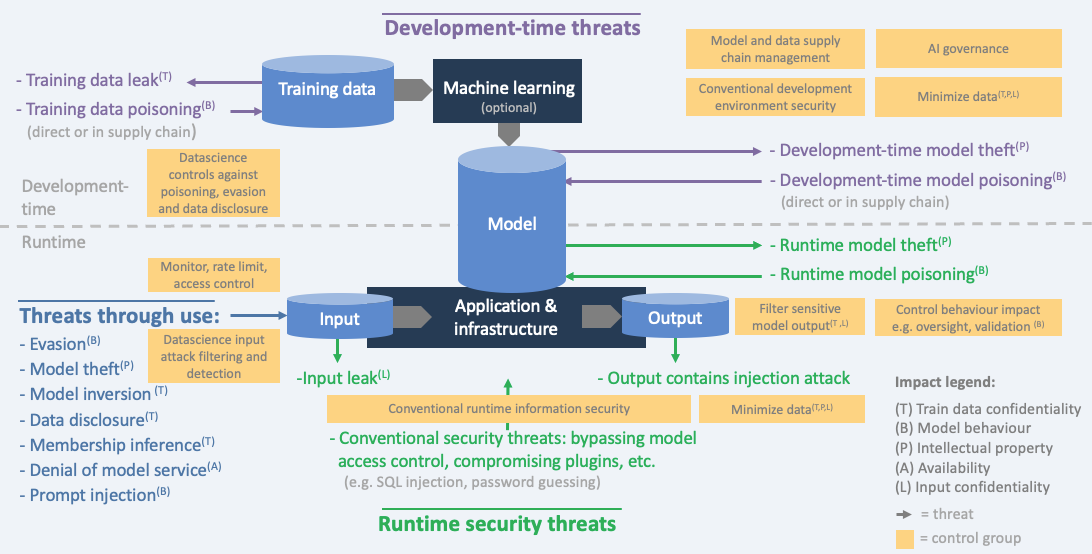 Development-time threats
Model and data supply
chain management
AI governance
- Training data leak(T)
Training data
Machine learning
(optional)
Conventional development
environment security
Minimize data(T,P,L)
- Training data poisoning(B)
(direct or in supply chain)
Datascience
controls against
poisoning, evasion
and data disclosure
- Development-time model theft(P)
- Development-time model poisoning(B)
(direct or in supply chain)
Development-
time
Model
Runtime
- Runtime model theft(P)
- Runtime model poisoning(B)
Monitor, rate limit,
access control
Threats through use:
Input
Application &
infrastructure
Output
Filter sensitive
model output(T ,L)
Control behaviour impact
e.g. oversight, validation (B)
- Evasion(B)
- Model theft(P)
- Model inversion(T)
- Data disclosure(T)
- Membership inference(T)
- Denial of model service(A)
- Prompt injection(B)
Datascience input
attack filtering and
detection
-Input leak(L)
- Output contains injection attack
Conventional runtime information security
Minimize data(T,P,L)
- Conventional security threats: bypassing model
access control, compromising plugins, etc.
(e.g. SQL injection, password guessing)
Runtime security threats
Impact legend:
(T) Train data confidentiality
(B) Model behaviour
(P) Intellectual property
(A) Availability
(L) Input confidentiality
= threat
= control group